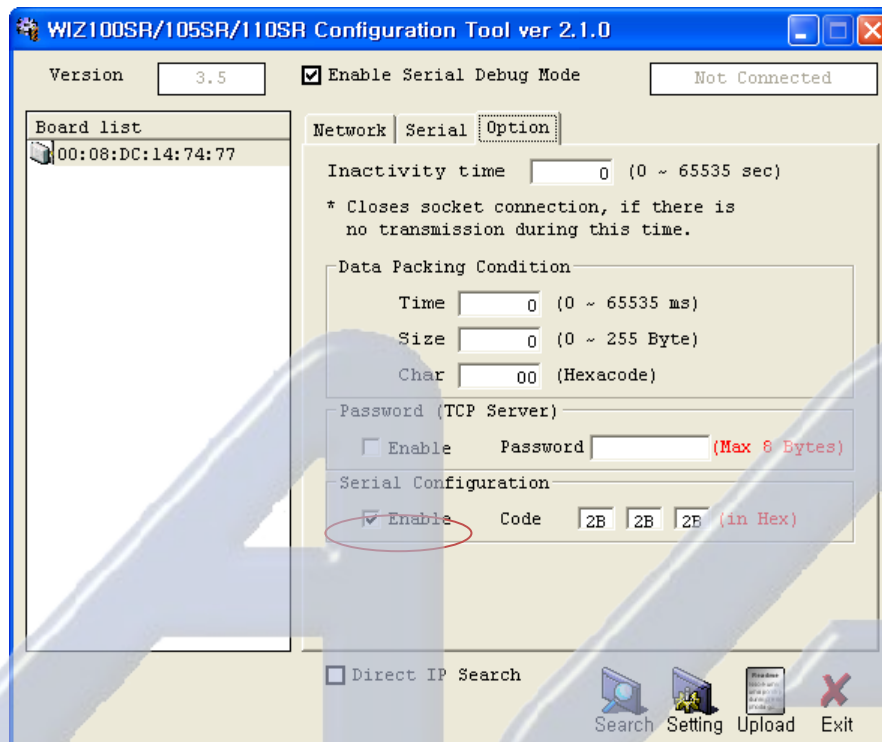 WIZ100SR/105SR/110SR Configuration Tool ver 2.1.0
Version 3.5 Enable Serial Debug Mode Not Connected
Board list
00:08:DC:14:74:77
Network Serial Option
Inactivity time 0 (0 ~ 65535 sec)
* Closes socket connection, if there is
no transmission during this time.
Data Packing Condition
Time 0 (0 ~ 65535 ms)
Size 0 (0 ~ 255 Byte)
Char 00 (Hexacode)
Password (TCP Server)
Enable Password (Max 8 Bytes)
Serial Configuration
Enable Code 2B 2B 2B (in Hex)
Direct IP Search
Search Setting Upload Exit